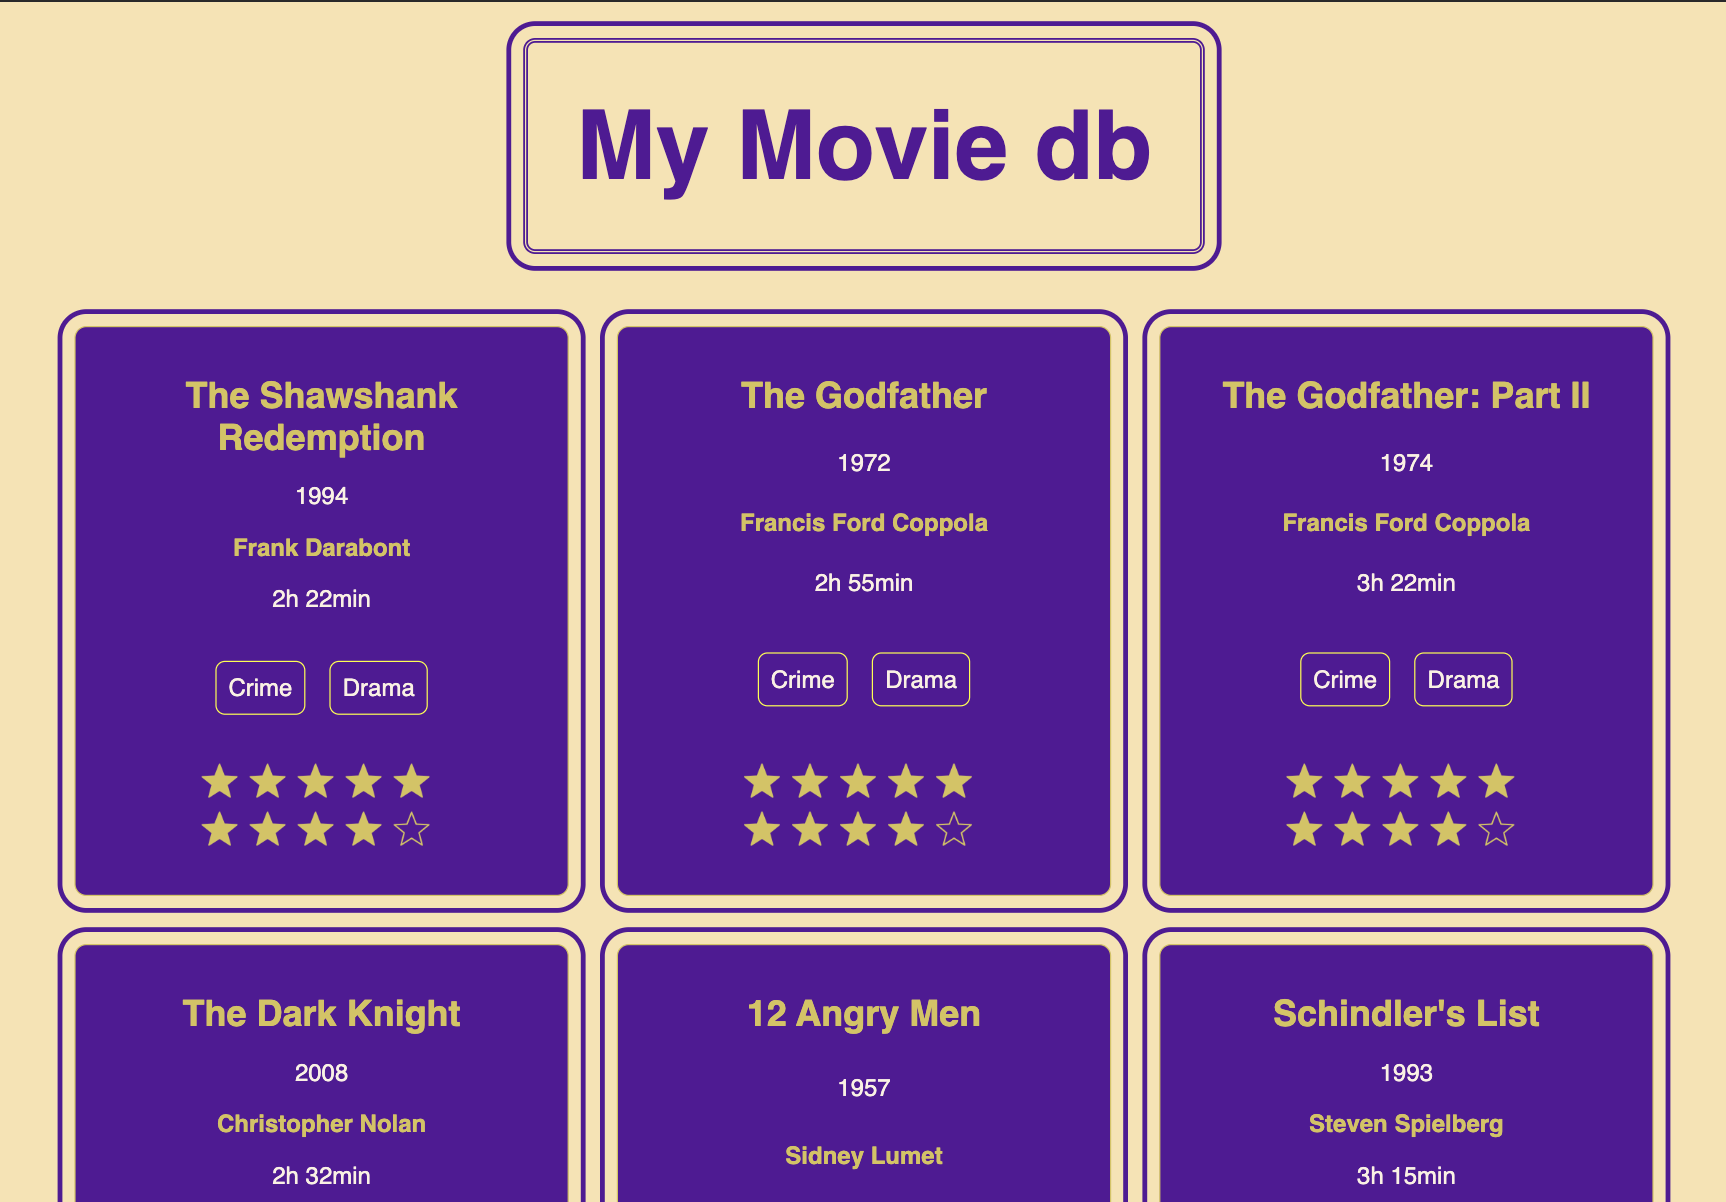 My Movie db
The Shawshank
Redemption
1994
Frank Darabont
2h 22min
Crime
Drama
The Godfather
1972
Francis Ford Coppola
2h 55min
Crime
Drama
The Godfather: Part II
1974
Francis Ford Coppola
3h 22min
Crime
Drama
The Dark Knight
2008
Christopher Nolan
2h 32min
12 Angry Men
1957
Sidney Lumet
Schindler's List
1993
Steven Spielberg
3h 15min